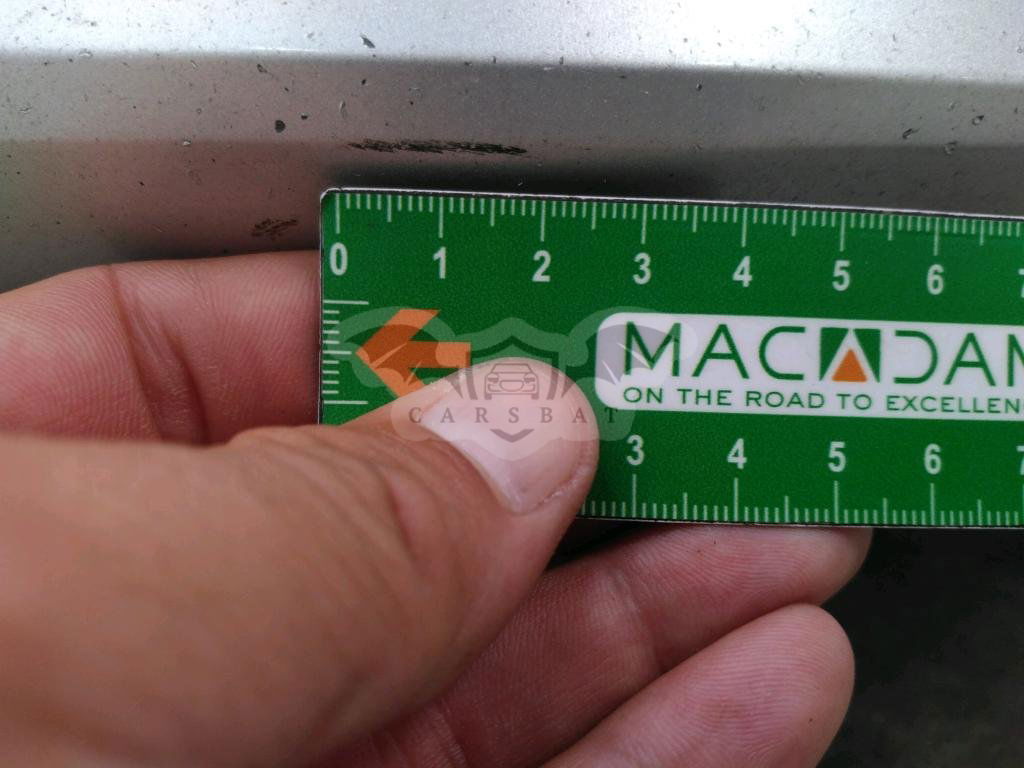 0 1 2 3 4 5 6 7
MACADAM
ON THE ROAD TO
CARSBAT
3 4 5 6 7